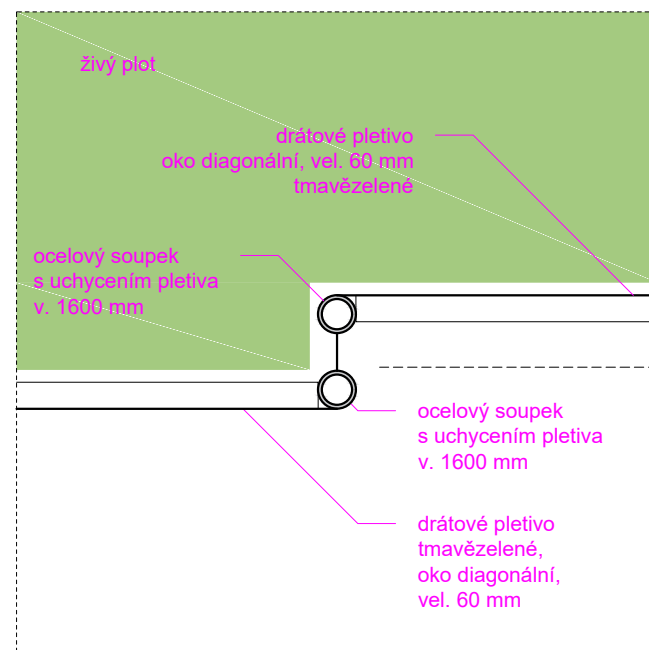 živý plot
drátové pletivo
oko diagonální, vel. 60 mm
tmavězelené
ocelový soupek
s uchycením pletiva
v. 1600 mm
ocelový soupek
s uchycením pletiva
v. 1600 mm
drátové pletivo
tmavězelené,
oko diagonální,
vel. 60 mm